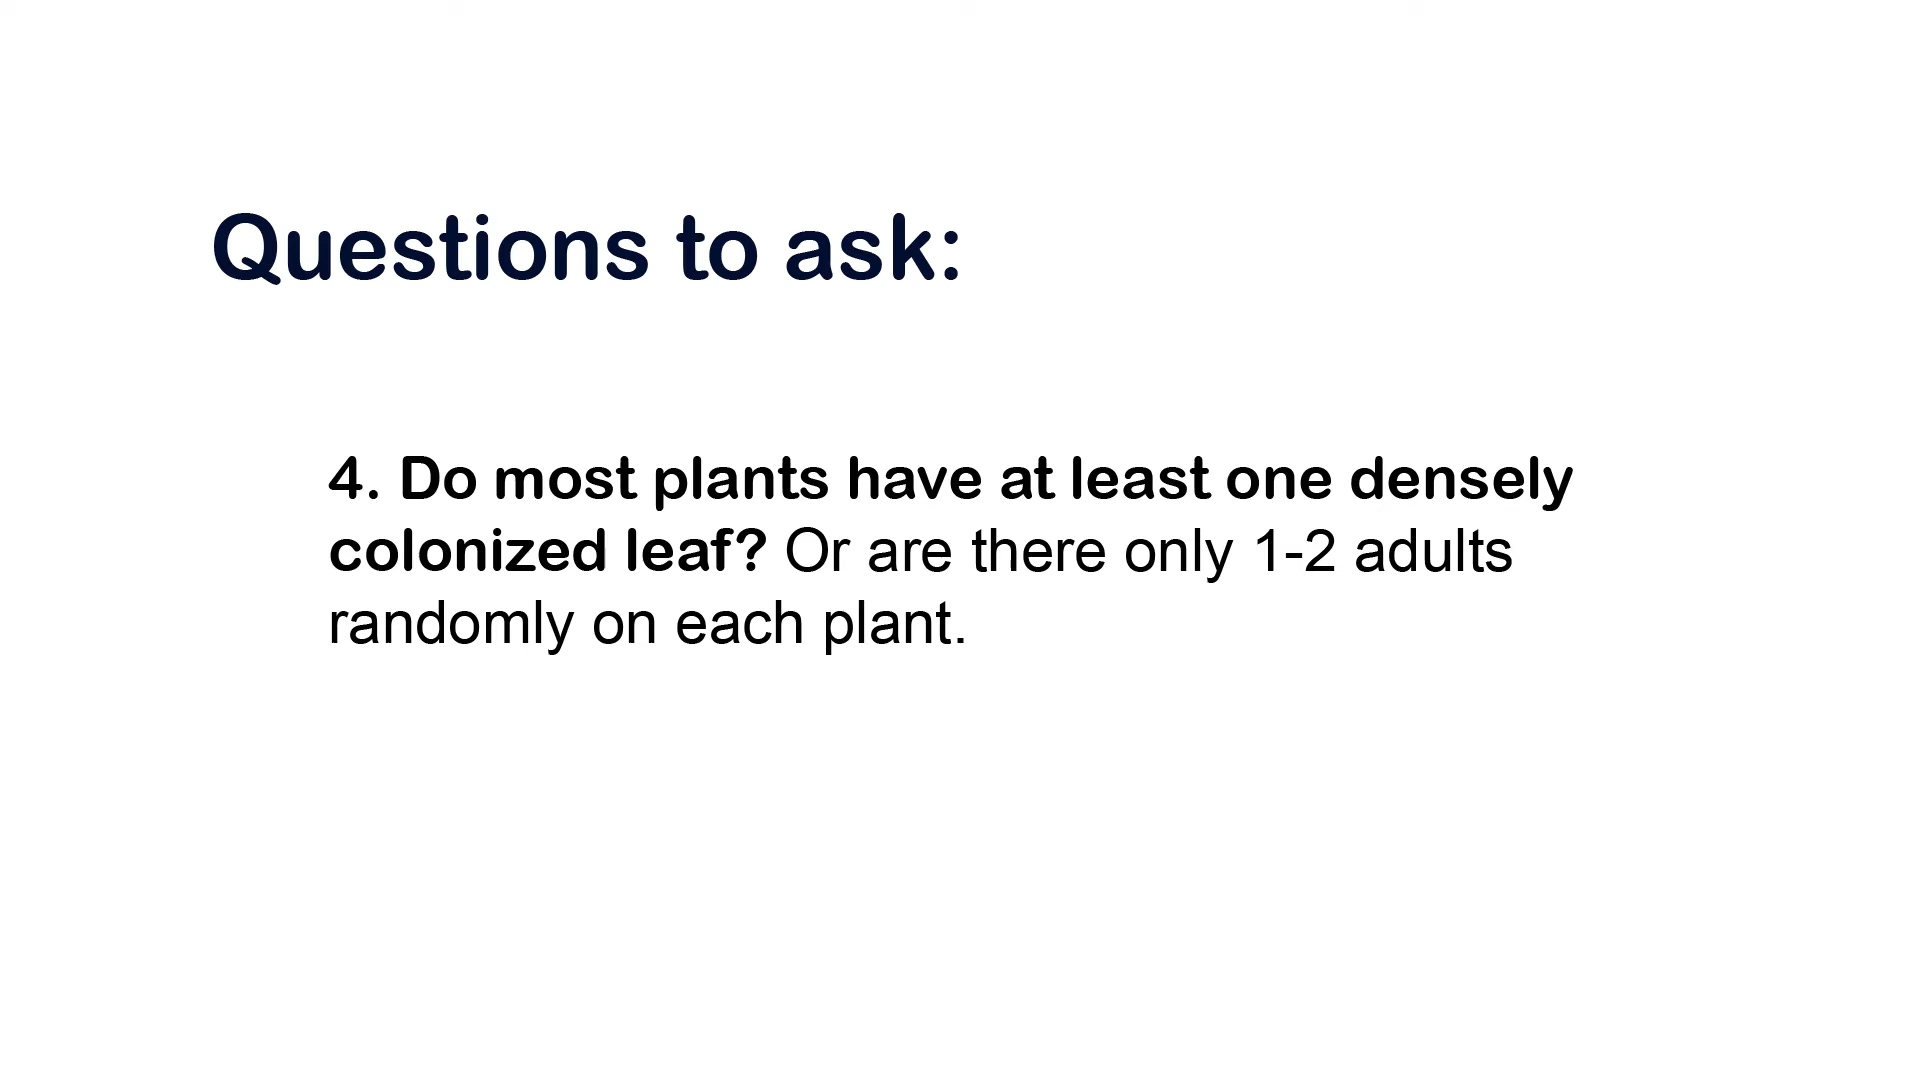 Questions to ask:
4. Do most plants have at least one densely
colonized leaf? Or are there only 1-2 adults
randomly on each plant.